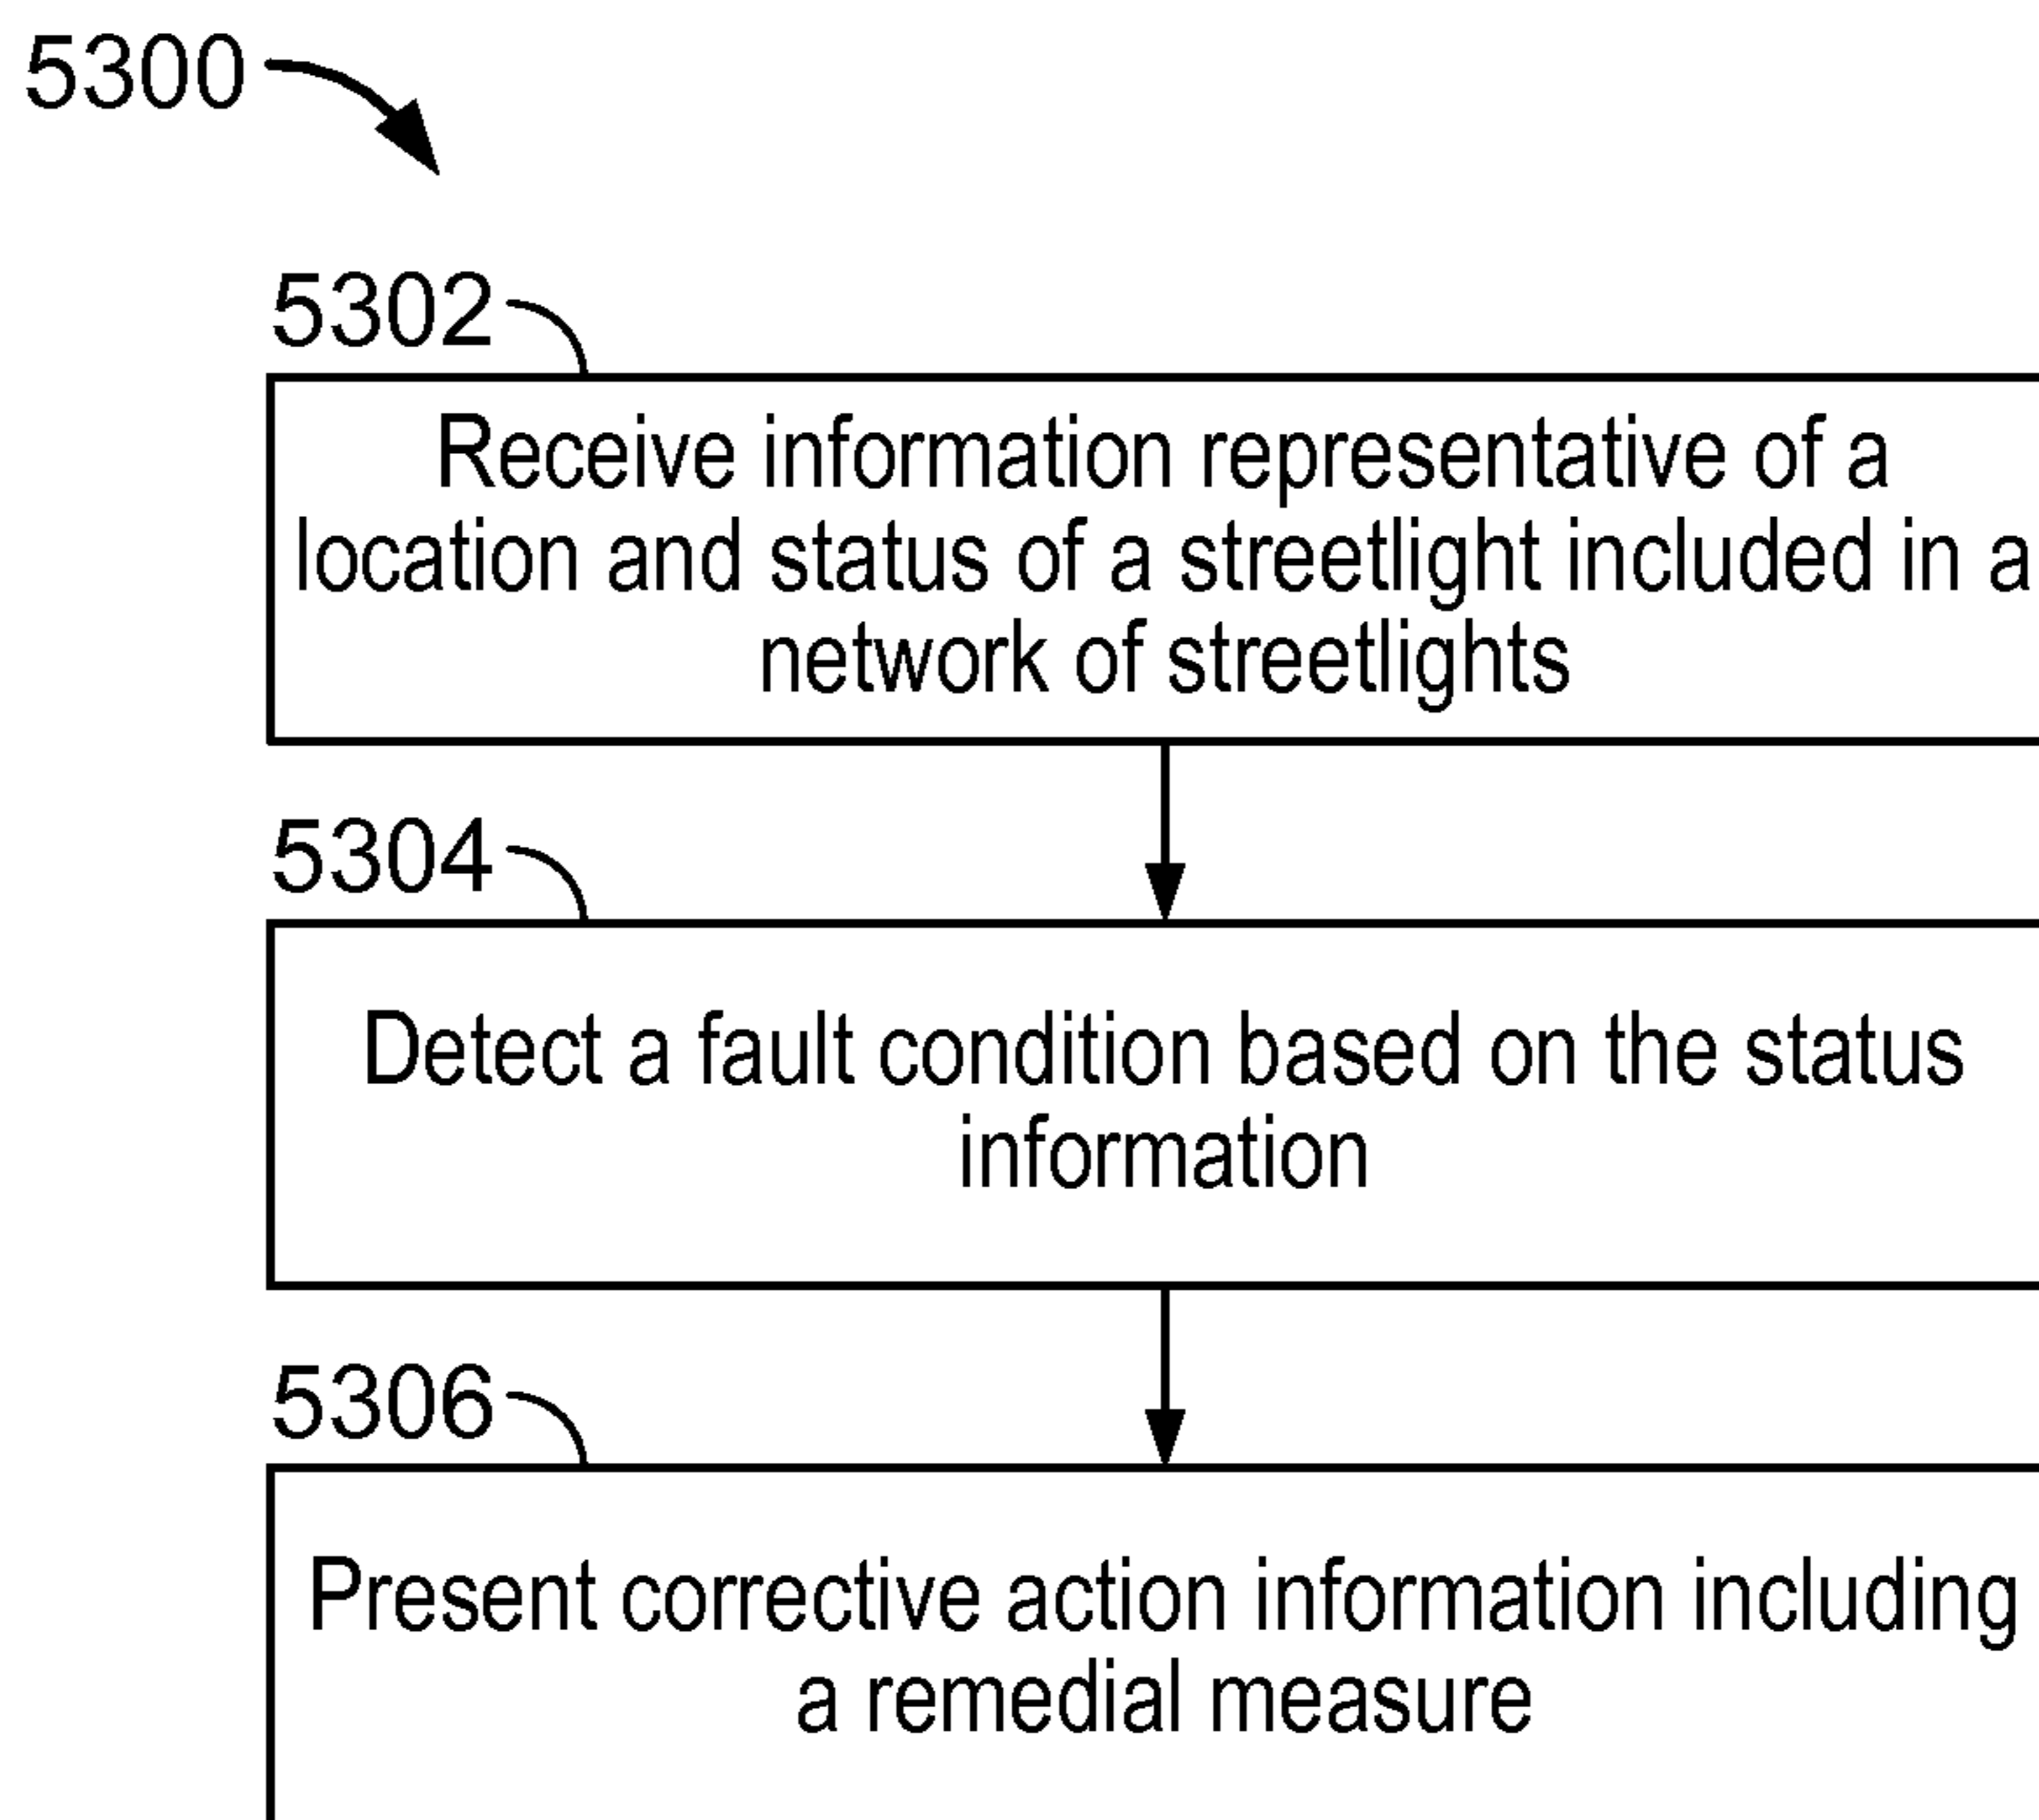 5300
5302
Receive information representative of a
location and status of a streetlight included in a
network of streetlights
5304
Detect a fault condition based on the status
information
5306
Present corrective action information including
a remedial measure